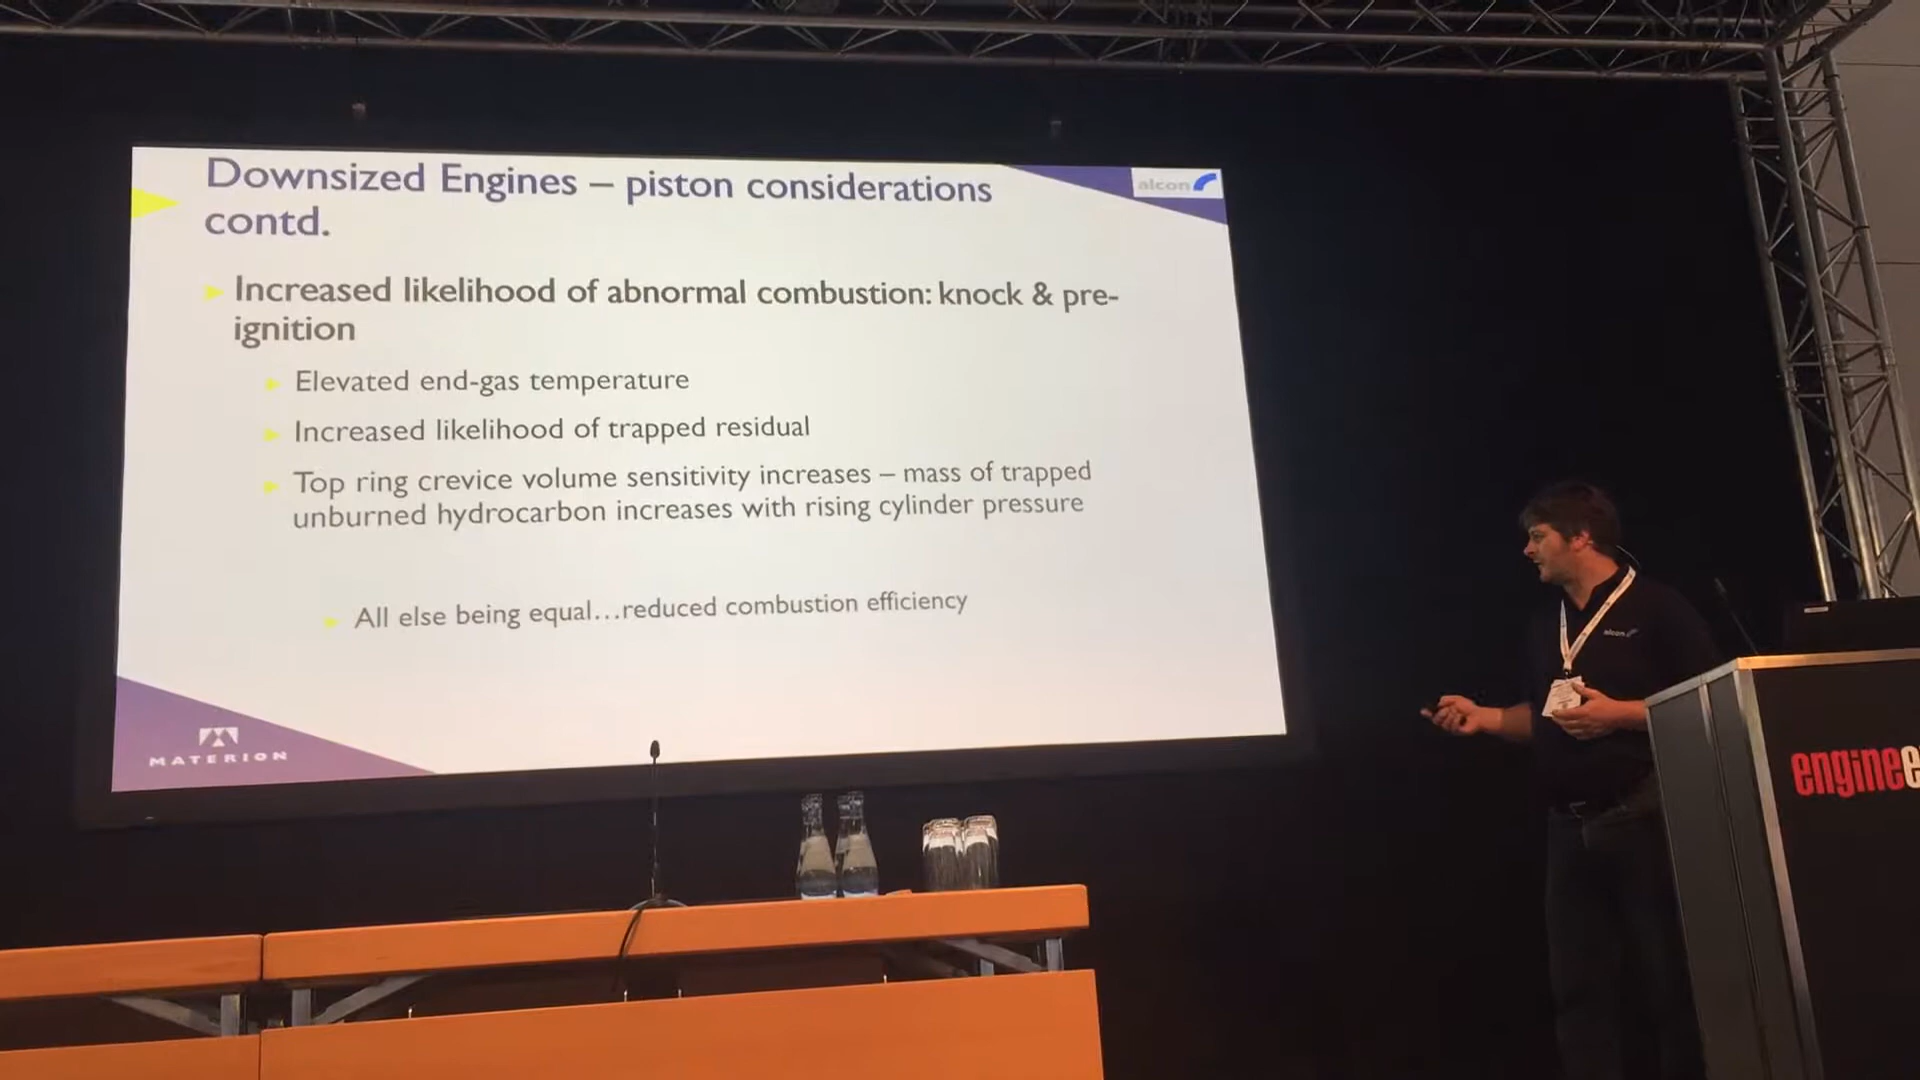 Downsized Engines – piston considerations
contd.
alcon
Increased likelihood of abnormal combustion: knock & pre-
ignition
Elevated end-gas temperature
Increased likelihood of trapped residual
Top ring crevice volume sensitivity increases – mass of trapped
unburned hydrocarbon increases with rising cylinder pressure
All else being equal…reduced combustion efficiency
MATERION
alcon
enginee